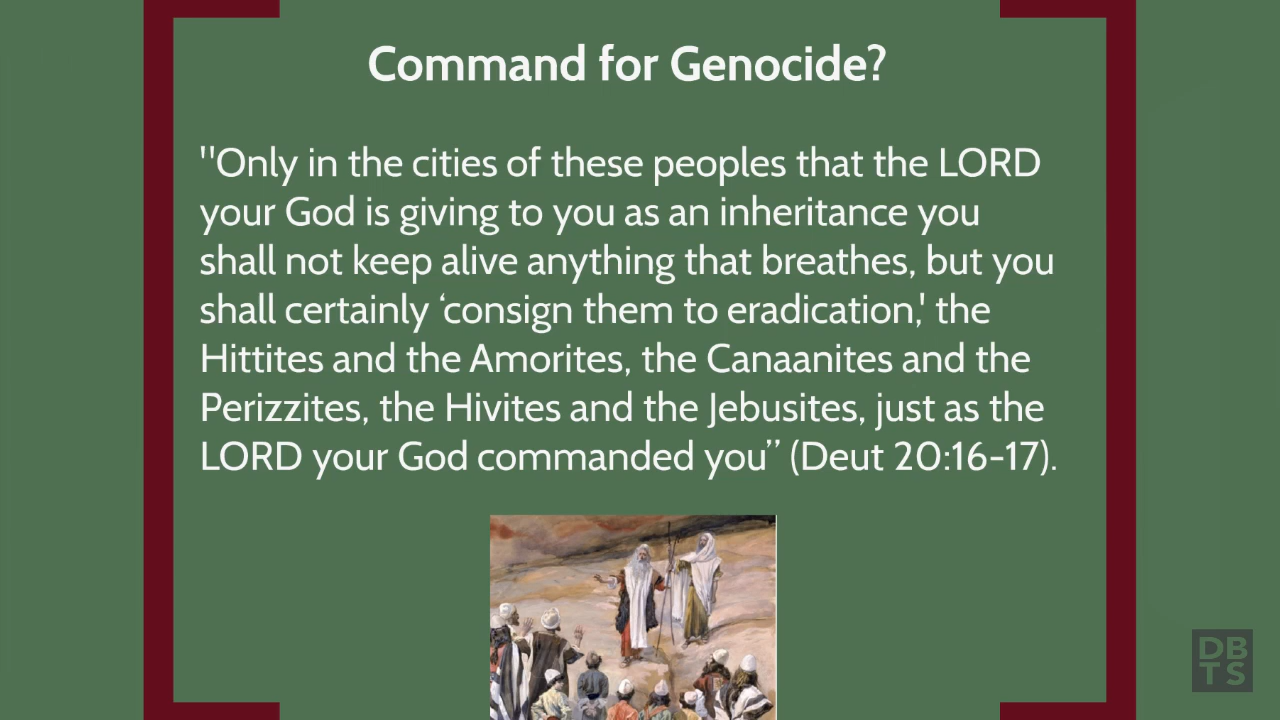 Command for Genocide?
"Only in the cities of these peoples that the LORD
your God is giving to you as an inheritance you
shall not keep alive anything that breathes, but you
shall certainly ‘consign them to eradication,' the
Hittites and the Amorites, the Canaanites and the
Perizzites, the Hivites and the Jebusites, just as the
LORD your God commanded you” (Deut 20:16-17).
DB
TS